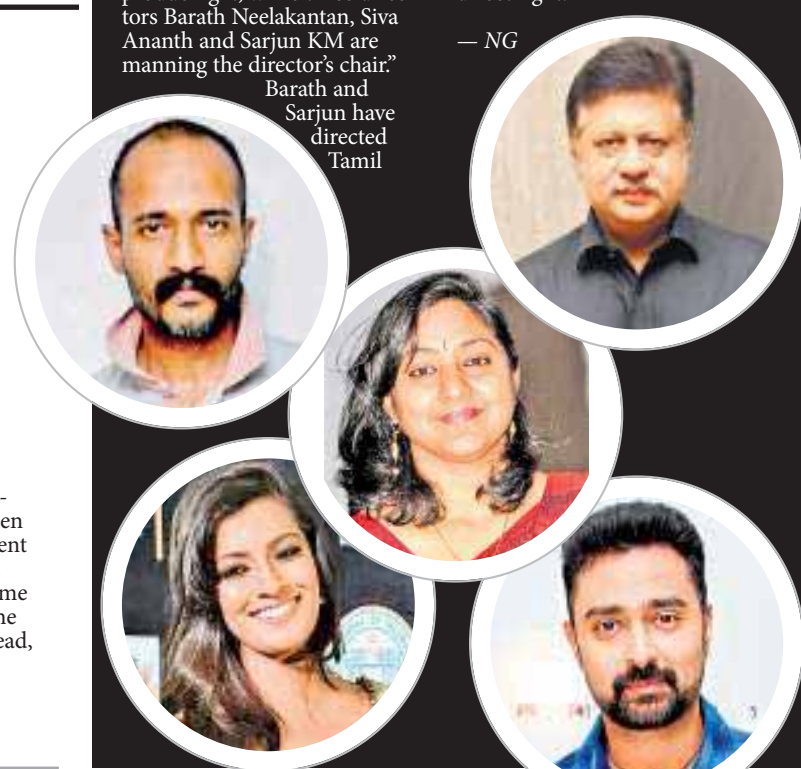 tors Barath Neelakantan, Siva
Ananth and Sarjun KM are
manning the director's chair."
Barath and
Sarjun have
directed
Tamil
— NG
-
en
ent
me
ne
ead,